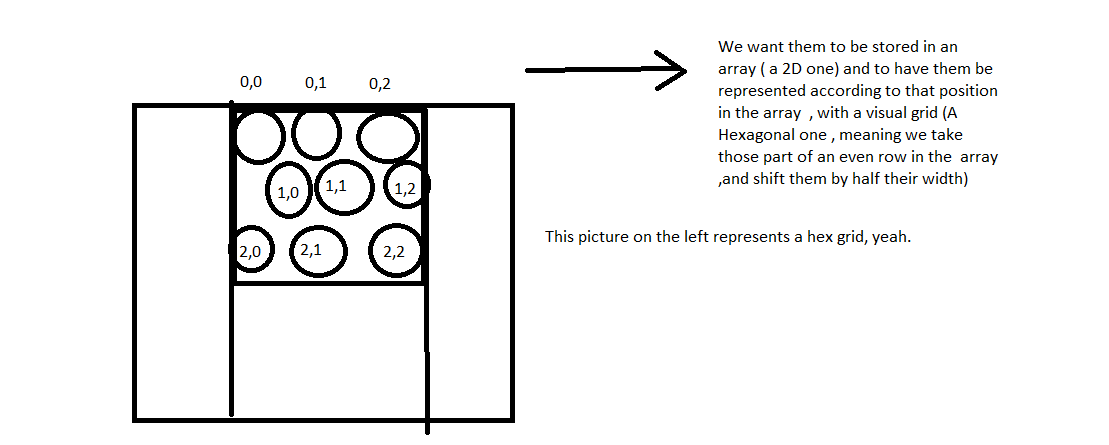 We want them to be stored in an
array ( a 2D one) and to have them be
0,0 0,1 0,2
represented according to that position
in the array , with a visual grid (A
Hexagonal one , meaning we take
those part of an even row in the array
,and shift them by half their width)
1,0 1,1 1,2
This picture on the left represents a hex grid, yeah.
2,0 2,1 2,2